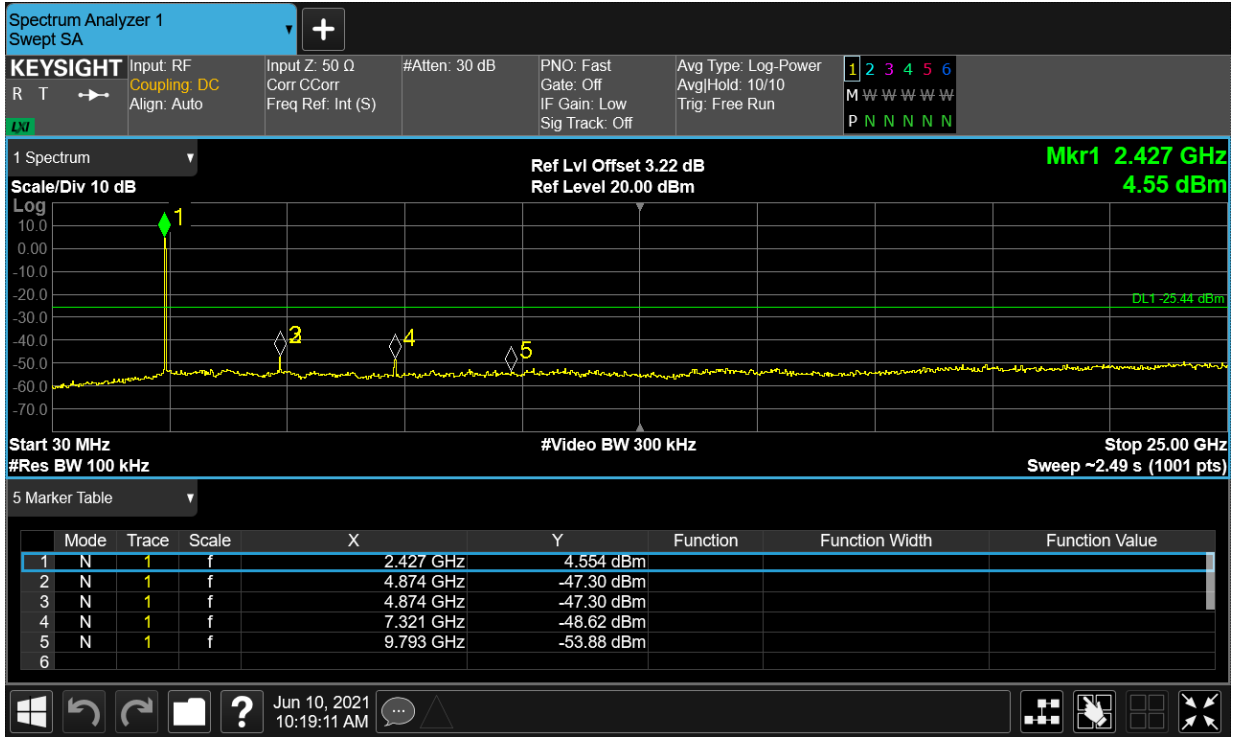 Spectrum Analyzer 1
Swept SA
+
KEYSIGHT Input: RF Input Z: 50 Ω #Atten: 30 dB PNO: Fast Avg Type: Log-Power 1 2 3 4 5 6
R T Coupling: DC Corr CCorr Gate: Off Avg|Hold: 10/10 M W W W W W
Align: Auto Freq Ref: Int (S) IF Gain: Low Trig: Free Run
LXI Sig Track: Off P N N N N N
1 Spectrum
Ref Lvl Offset 3.22 dB Mkr1 2.427 GHz
Scale/Div 10 dB Ref Level 20.00 dBm 4.55 dBm
Log
1
10.0
0.00
-10.0
-20.0
DL1 -25.44 dBm
-30.0
2 3 4
-40.0
5
-50.0
-60.0
-70.0
Start 30 MHz #Video BW 300 kHz Stop 25.00 GHz
#Res BW 100 kHz Sweep ~2.49 s (1001 pts)
5 Marker Table
Mode Trace Scale X Y Function Function Width Function Value
1 N 1 f 2.427 GHz 4.554 dBm
2 N 1 f 4.874 GHz -47.30 dBm
3 N 1 f 4.874 GHz -47.30 dBm
4 N 1 f 7.321 GHz -48.62 dBm
5 N 1 f 9.793 GHz -53.88 dBm
6
? Jun 10, 2021
10:19:11 AM